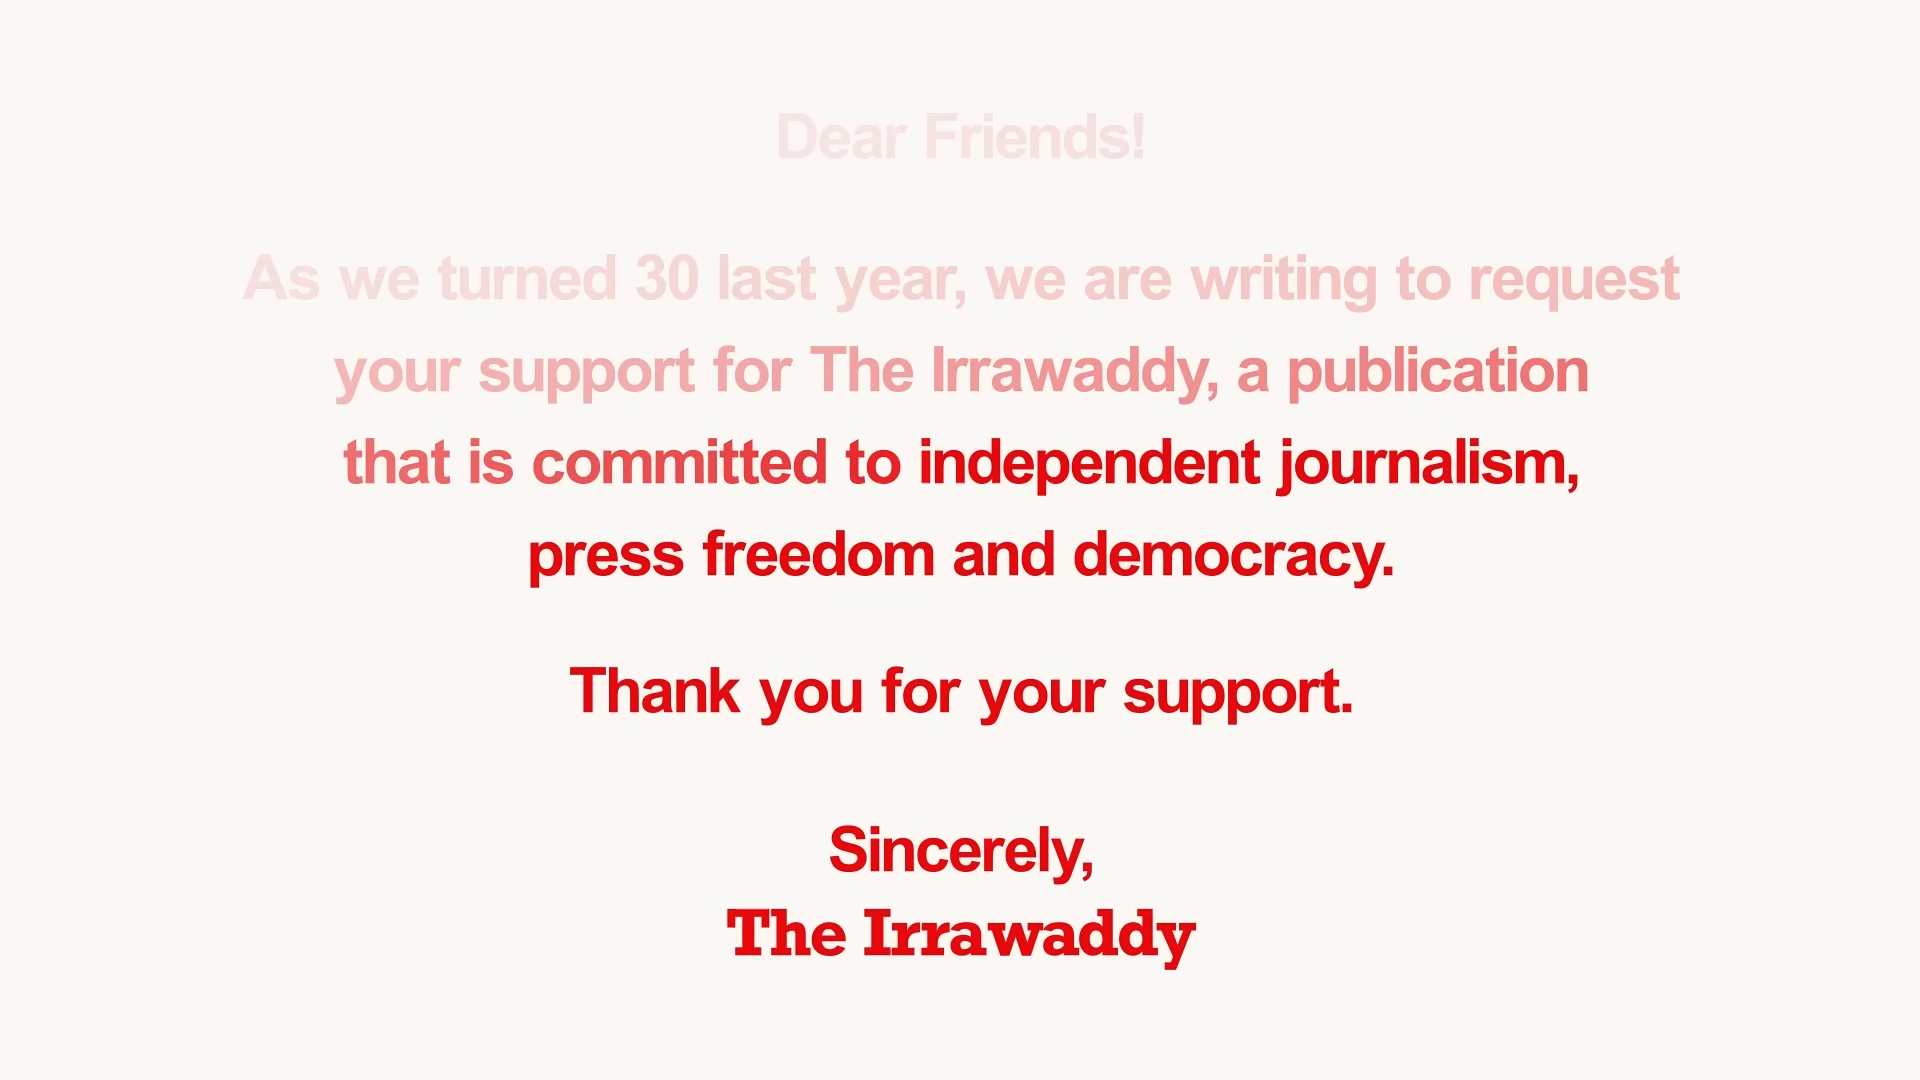 Dear Friends!
As we turned 30 last year, we are writing to request
your support for The Irrawaddy, a publication
that is committed to independent journalism,
press freedom and democracy.
Thank you for your support.
Sincerely,
The Irrawaddy